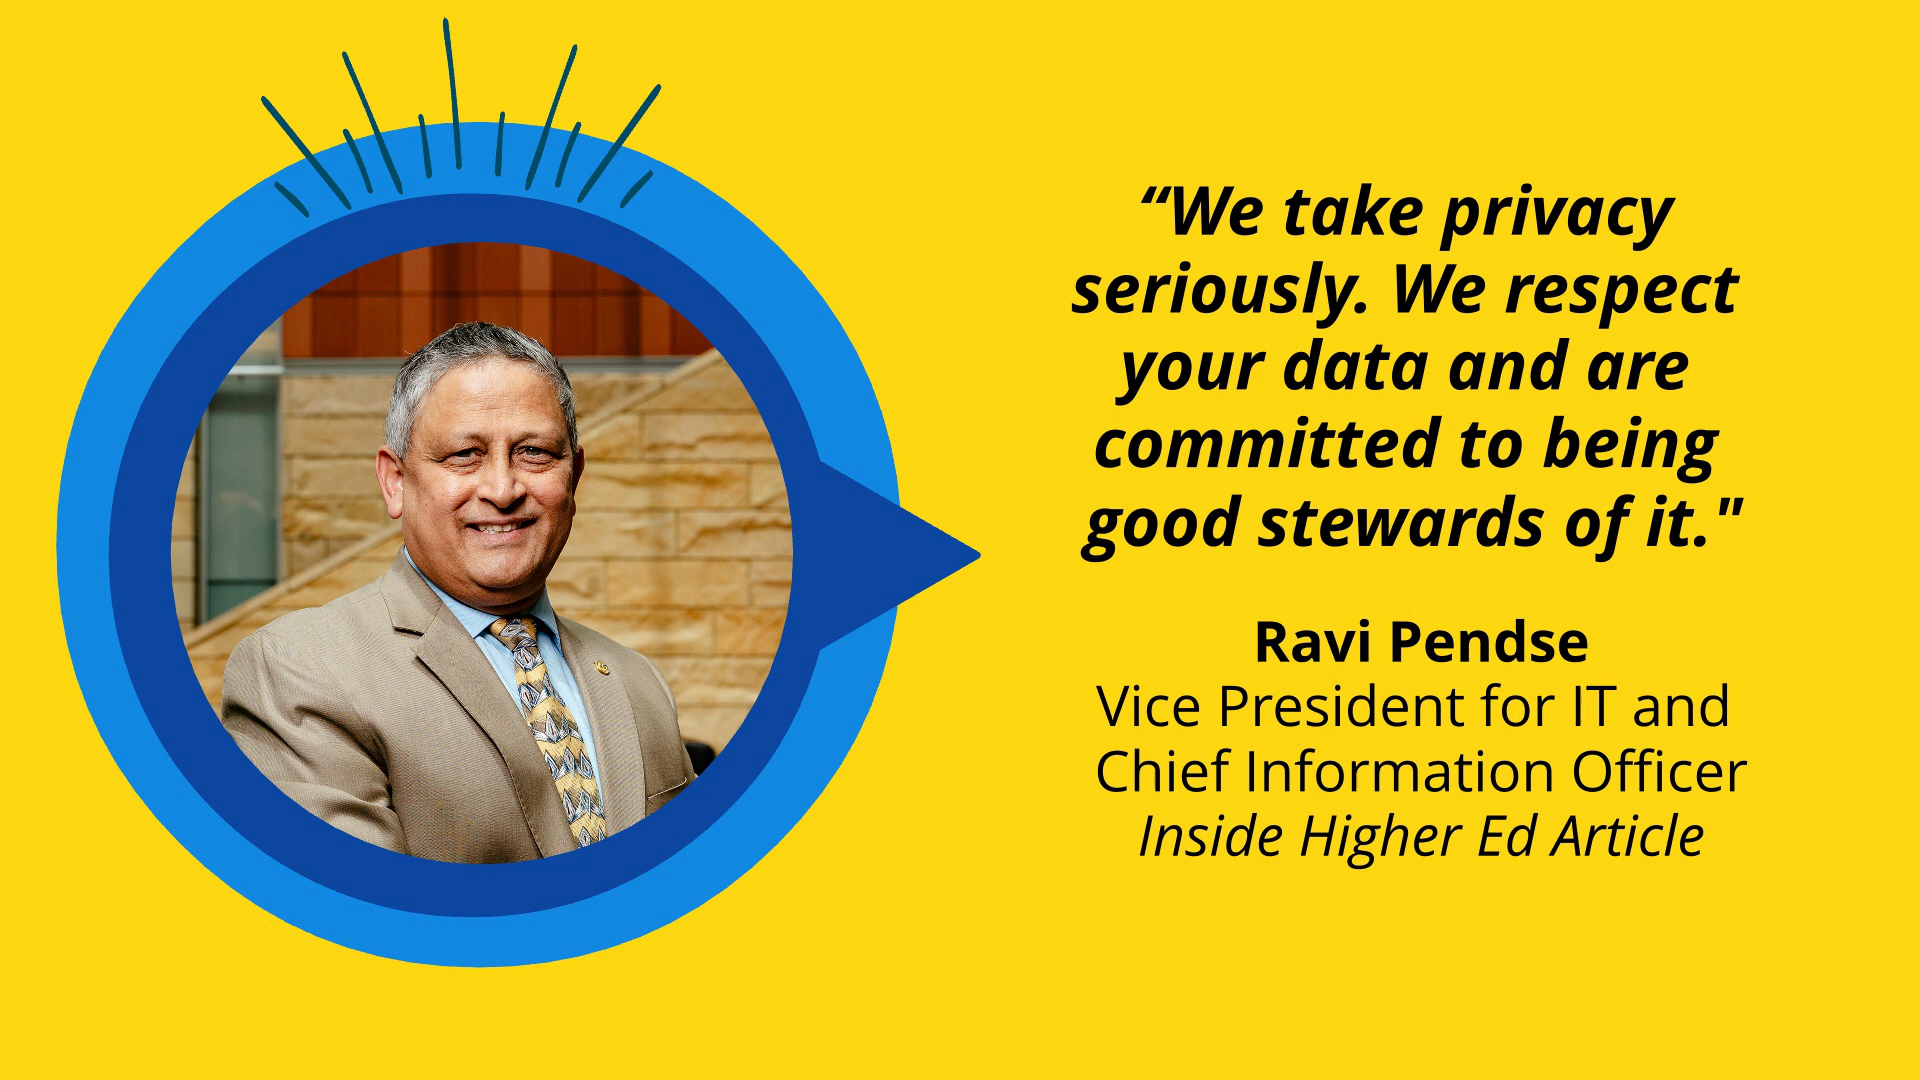 “We take privacy
seriously. We respect
your data and are
committed to being
good stewards of it."
Ravi Pendse
Vice President for IT and
Chief Information Officer
Inside Higher Ed Article